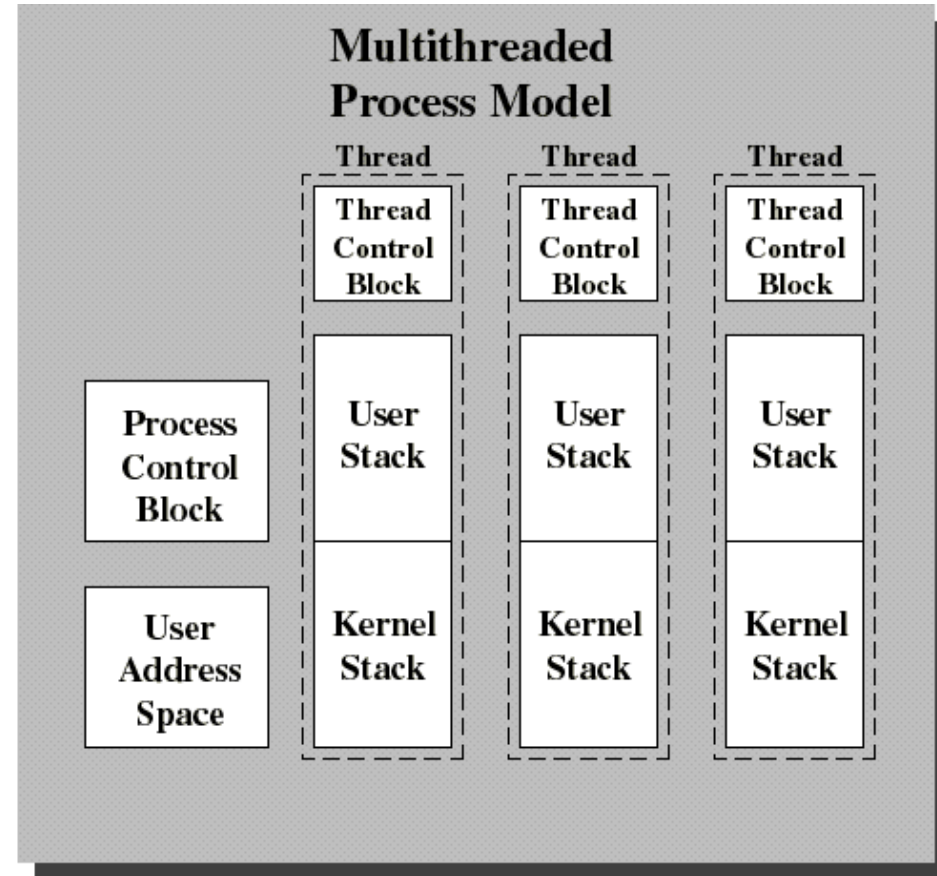 Multithreaded
Process Model
Thread
Thread
Control
Block
User
Stack
Kernel
Stack
Thread
Thread
Control
Block
User
Stack
Kernel
Stack
Thread
Thread
Control
Block
User
Stack
Kernel
Stack
Process
Control
Block
User
Address
Space